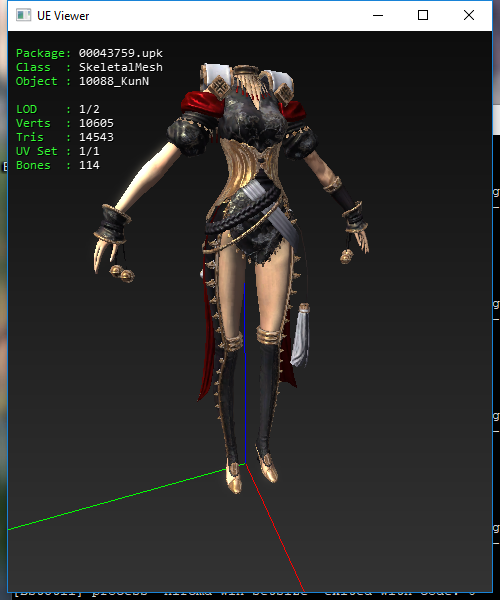 UE Viewer
Package: 00043759.upk
Class : SkeletalMesh
Object : 10088_KunN
LOD : 1/2
Verts : 10605
Tris : 14543
UV Set : 1/1
Bones : 114